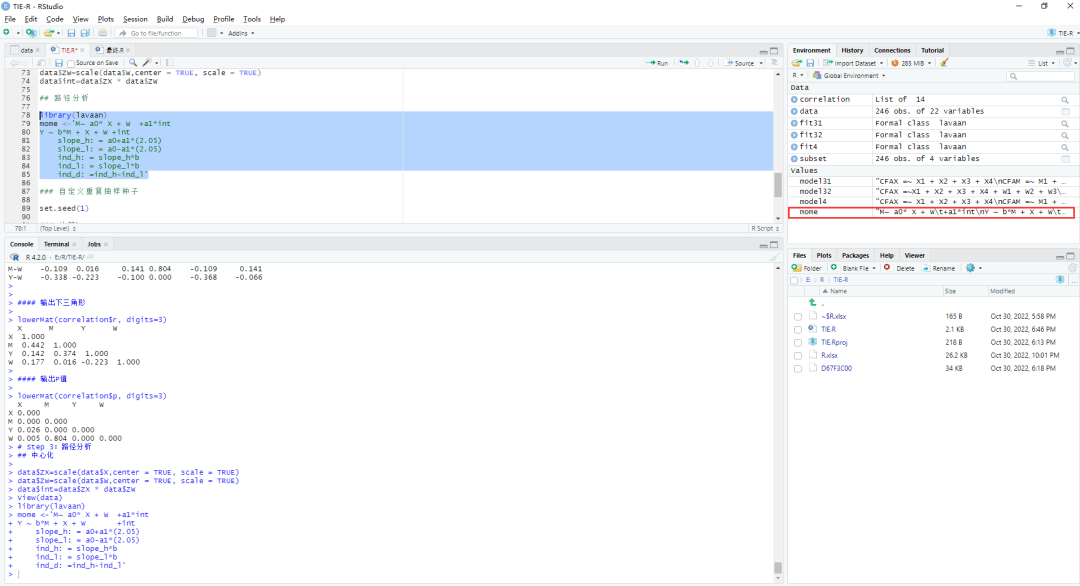 TIE-R - RStudio
File Edit Code View Plots Session Build Debug Profile Tools Help
Go to file/function Addins TIE-R
data TIE.R* 最終.R
Source on Save Run Source
73 data$ZW=scale(data$W,center = TRUE, scale = TRUE)
74 data$int=data$ZX * data$ZW
75
76 ## 路径分析
77
78 library(lavaan)
79 mome <-'M~ a0* X + W +a1*int
80 Y ~ b*M + X + W +int
81 slope_h: = a0+a1*(2.05)
82 slope_l: = a0-a1*(2.05)
83 ind_h: = slope_h*b
84 ind_l: = slope_l*b
85 ind_d: =ind_h-ind_l'
86
87 ### 自定义重复抽样种子
88
89 set.seed(1)
90
78:1 (Top Level) R Script
Console Terminal Jobs
R 4.2.0 · E:/R/TIE-R/
M-W -0.109 0.016 0.141 0.804 -0.109 0.141
Y-W -0.338 -0.223 -0.100 0.000 -0.368 -0.066
>
>
> #### 输出下三角形
>
> lowerMat(correlation$r, digits=3)
X M Y W
X 1.000
M 0.442 1.000
Y 0.142 0.374 1.000
W 0.177 0.016 -0.223 1.000
>
> #### 输出P值
>
> lowerMat(correlation$p, digits=3)
X M Y W
X 0.000
M 0.000 0.000
Y 0.026 0.000 0.000
W 0.005 0.804 0.000 0.000
> # Step 3: 路径分析
> ## 中心化
>
> data$ZX=scale(data$X,center = TRUE, scale = TRUE)
> data$ZW=scale(data$W,center = TRUE, scale = TRUE)
> data$int=data$ZX * data$ZW
> View(data)
> library(lavaan)
> mome <-'M~ a0* X + W +a1*int
+ Y ~ b*M + X + W +int
+ slope_h: = a0+a1*(2.05)
+ slope_l: = a0-a1*(2.05)
+ ind_h: = slope_h*b
+ ind_l: = slope_l*b
+ ind_d: =ind_h-ind_l'
>
Environment History Connections Tutorial
Import Dataset 285 MiB List
R Global Environment
Data
correlation List of 14
data 246 obs. of 22 variables
fit31 Formal class lavaan
fit32 Formal class lavaan
fit4 Formal class lavaan
subset 246 obs. of 4 variables
Values
model31 "CFAX =~ X1 + X2 + X3 + X4\nCFAM =~ M1 + …
model32 "CFAX =~X1 + X2 + X3 + X4 + W1 + W2 + W3\…
model4 "CFAX =~ X1 + X2 + X3 + X4\nCFAM =~ M1 + …
mome "M~ a0* X + W\t+a1*int\nY ~ b*M + X + W\t…
Files Plots Packages Help Viewer
Folder Blank File Delete Rename
E: R TIE-R
Name Size Modified
..
~$R.xlsx 165 B Oct 30, 2022, 5:58 PM
TIE.R 2.1 KB Oct 30, 2022, 6:46 PM
TIE.Rproj 218 B Oct 30, 2022, 6:13 PM
R.xlsx 26.2 KB Oct 30, 2022, 10:01 PM
D67F3C00 34 KB Oct 30, 2022, 6:18 PM